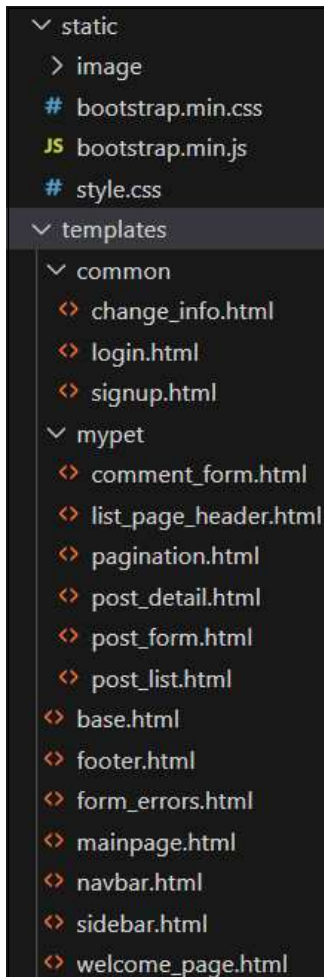 static
image
# bootstrap.min.css
JS bootstrap.min.js
# style.css
templates
common
<> change_info.html
<> login.html
<> signup.html
mypet
<> comment_form.html
<> list_page_header.html
<> pagination.html
<> post_detail.html
<> post_form.html
<> post_list.html
<> base.html
<> footer.html
<> form_errors.html
<> mainpage.html
<> navbar.html
<> sidebar.html
<> welcome_page.html